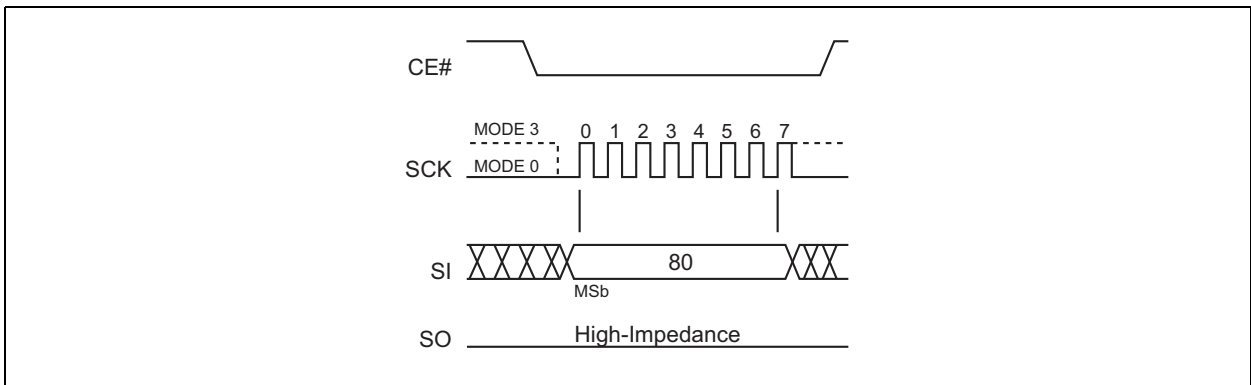 CE#
MODE 3
0 1 2 3 4 5 6 7
SCK
MODE 0
SI
80
MSb
SO
High-Impedance